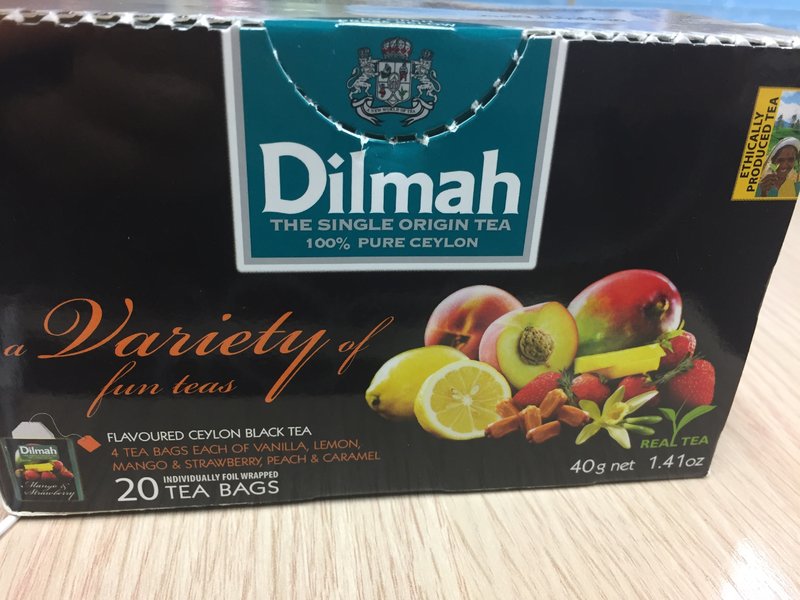 Dilmah
THE SINGLE ORIGIN TEA
100% PURE CEYLON
ETHICALLY
PRODUCED TEA
a Variety of
fun teas
FLAVOURED CEYLON BLACK TEA
4 TEA BAGS EACH OF VANILLA, LEMON,
MANGO & STRAWBERRY, PEACH & CARAMEL
20 INDIVIDUALLY FOIL WRAPPED
TEA BAGS
Dilmah
Mango &
Strawberry
REAL TEA
40g net 1.41oz